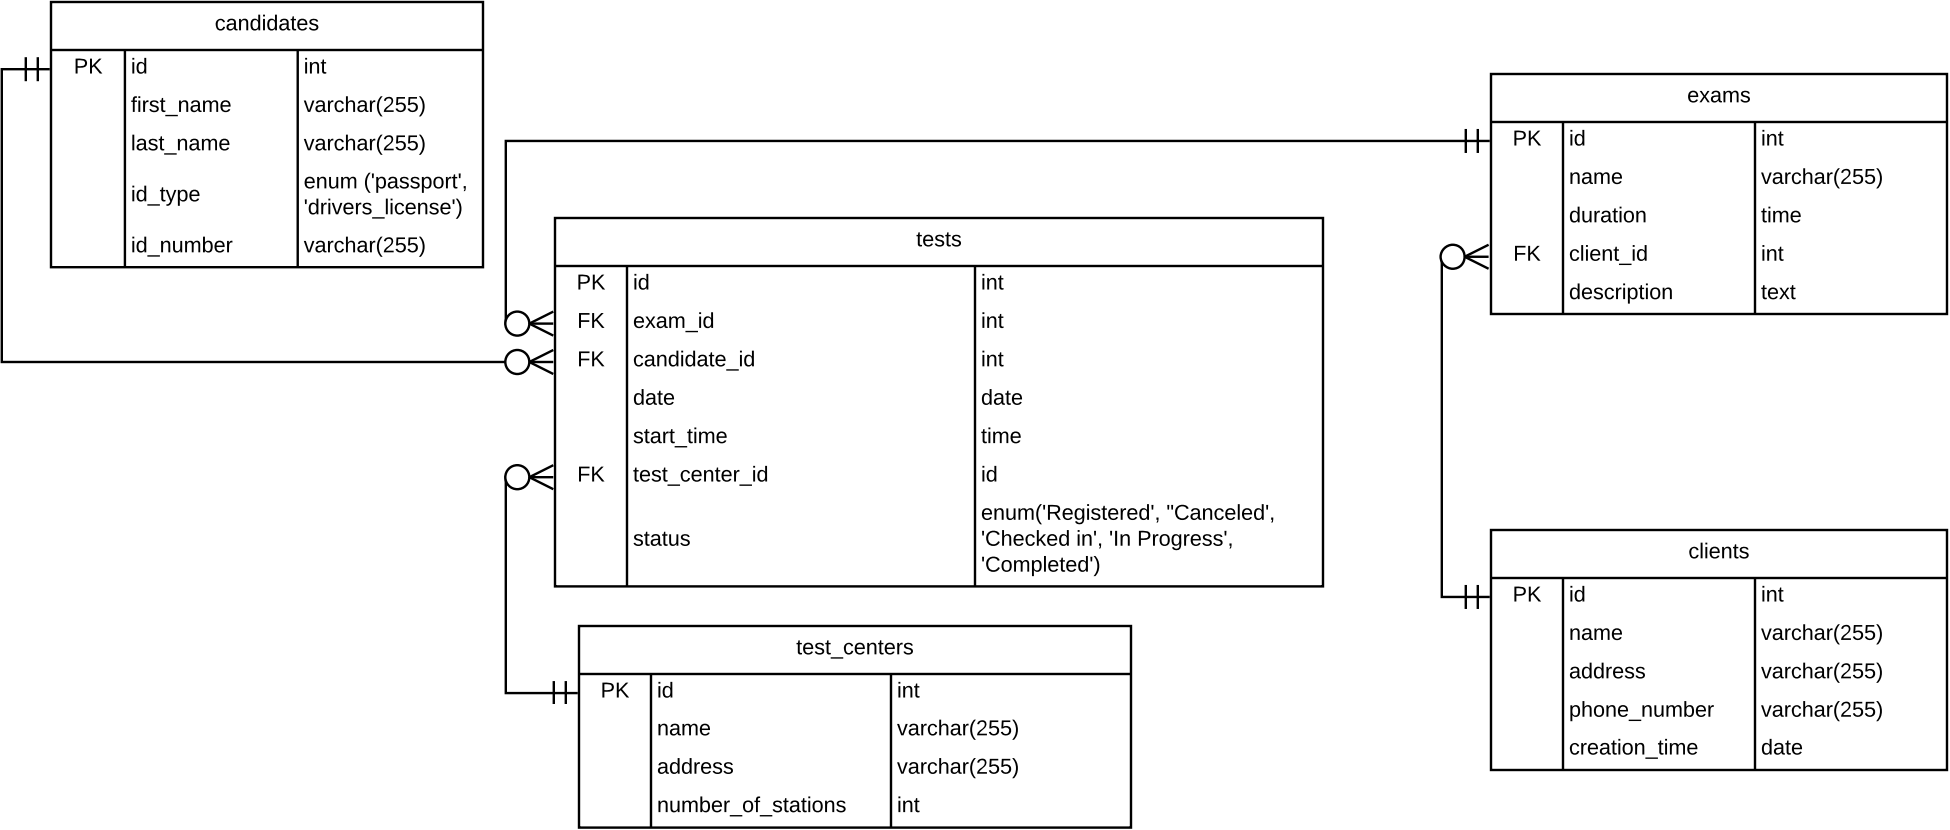 candidates
PK id int
first_name varchar(255)
last_name varchar(255)
id_type enum ('passport',
'drivers_license')
id_number varchar(255)
exams
PK id int
name varchar(255)
duration time
FK client_id int
description text
tests
PK id int
FK exam_id int
FK candidate_id int
date date
start_time time
FK test_center_id id
status enum('Registered', "Canceled',
'Checked in', 'In Progress',
'Completed')
test_centers
PK id int
name varchar(255)
address varchar(255)
number_of_stations int
clients
PK id int
name varchar(255)
address varchar(255)
phone_number varchar(255)
creation_time date